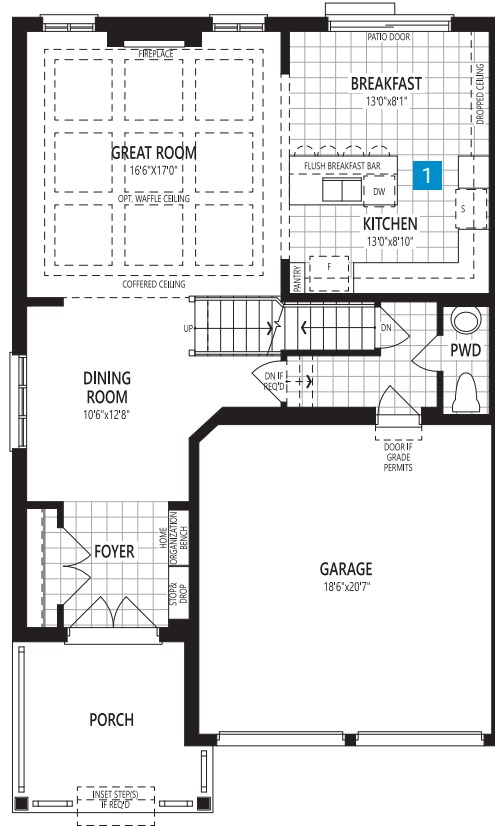 PATIO DOOR
FIREPLACE
BREAKFAST
13'0"x8'1"
DROPPED CEILING
GREAT ROOM
16'6"X17'0"
FLUSH BREAKFAST BAR
1
DW
OPT. WAFFLE CEILING
S
KITCHEN
13'0"x8'10"
F
PANTRY
COFFERED CEILING
UP
DN
PWD
DN IF
REQ'D
DINING
ROOM
10'6"x12'8"
DOOR IF
GRADE
PERMITS
HOME
ORGANIZATION
BENCH
FOYER
STOP&
DROP
GARAGE
18'6"x20'7"
PORCH
INSET STEP(S)
IF REQ'D